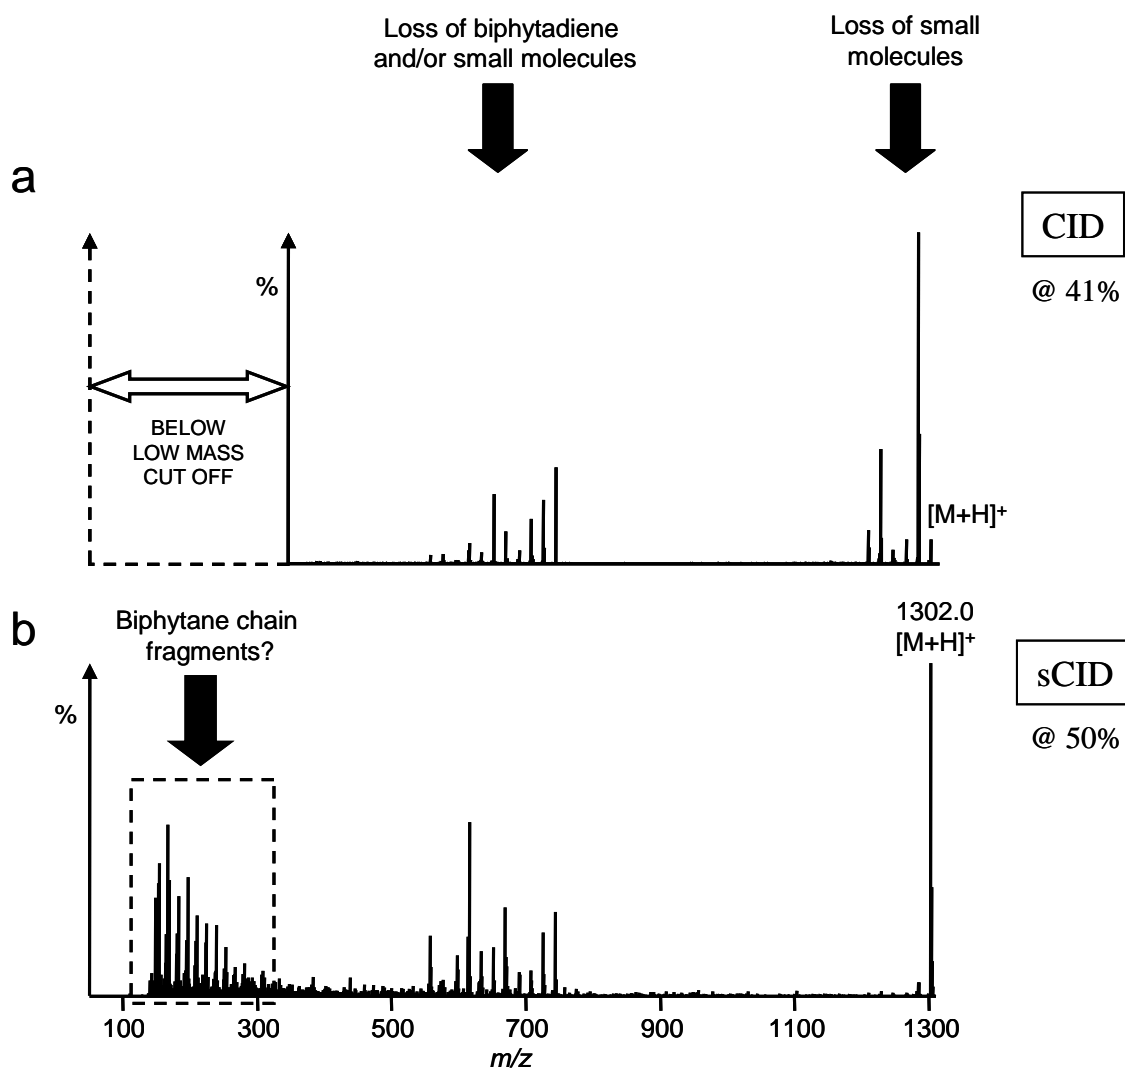 Loss of biphytadiene
and/or small molecules
Loss of small
molecules
a
CID
@ 41%
%
BELOW
LOW MASS
CUT OFF
[M+H]+
b
Biphytane chain
fragments?
1302.0
[M+H]+
sCID
@ 50%
%
100 300 500 700 900 1100 1300
m/z